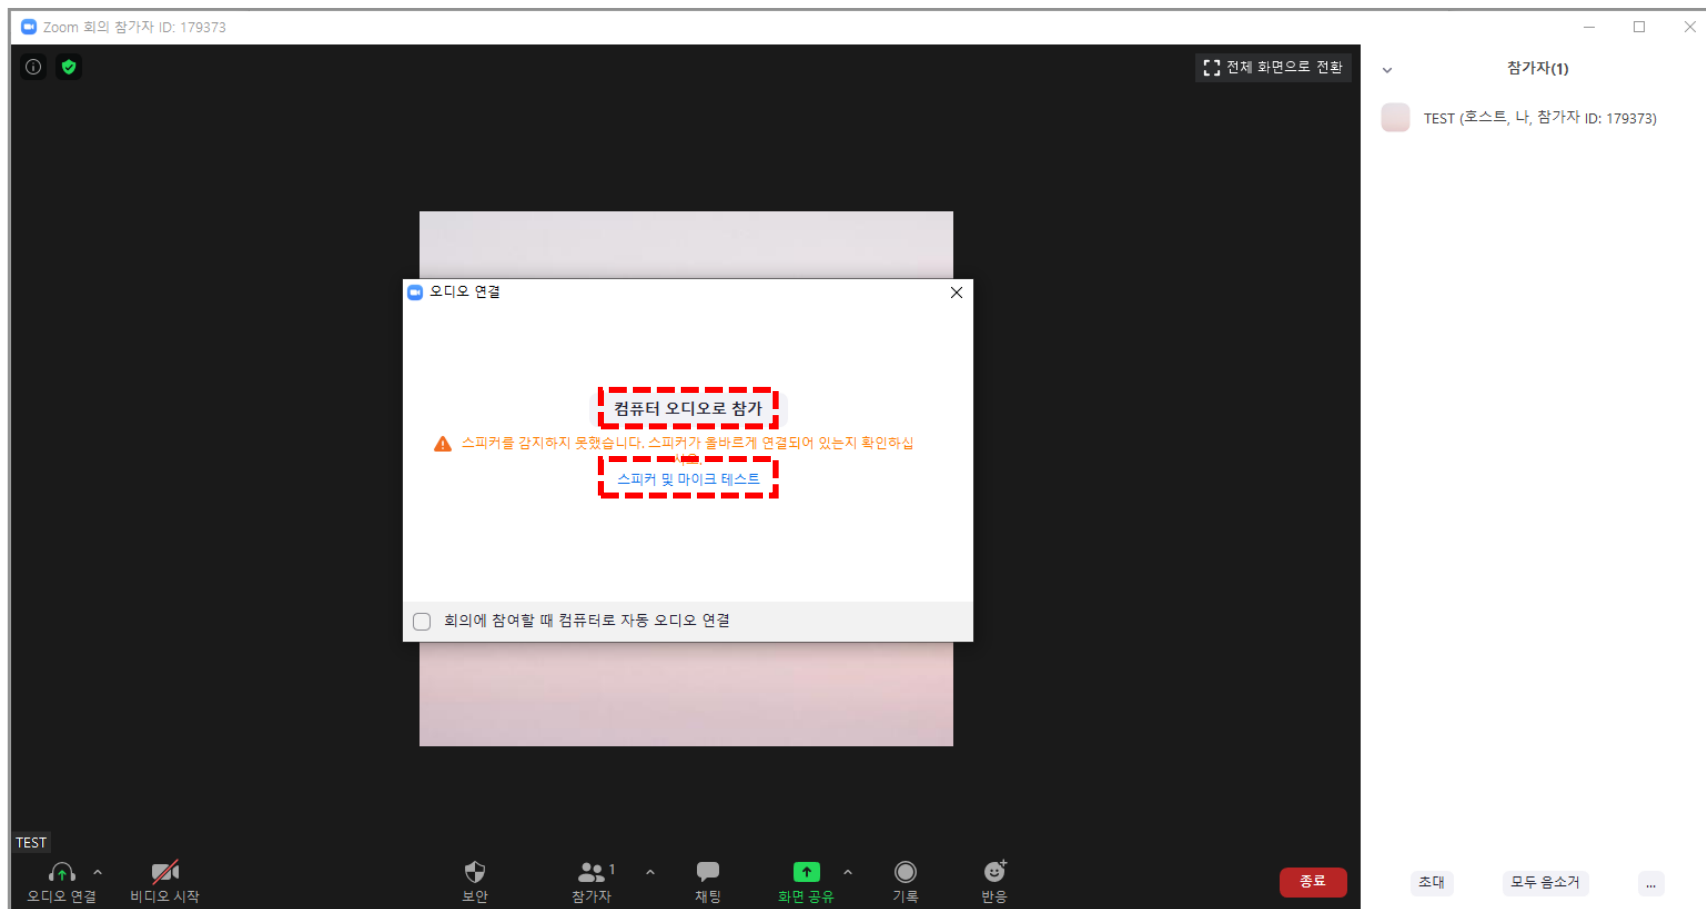 Zoom 회의 참가자 ID: 179373
전체 화면으로 전환
참가자(1)
TEST (호스트, 나, 참가자 ID: 179373)
오디오 연결
컴퓨터 오디오로 참가
스피커를 감지하지 못했습니다. 스피커가 올바르게 연결되어 있는지 확인하십
시오.
스피커 및 마이크 테스트
회의에 참여할 때 컴퓨터로 자동 오디오 연결
TEST
1
오디오 연결 비디오 시작 보안 참가자 채팅 화면 공유 기록 반응
종료
초대 모두 음소거 ...